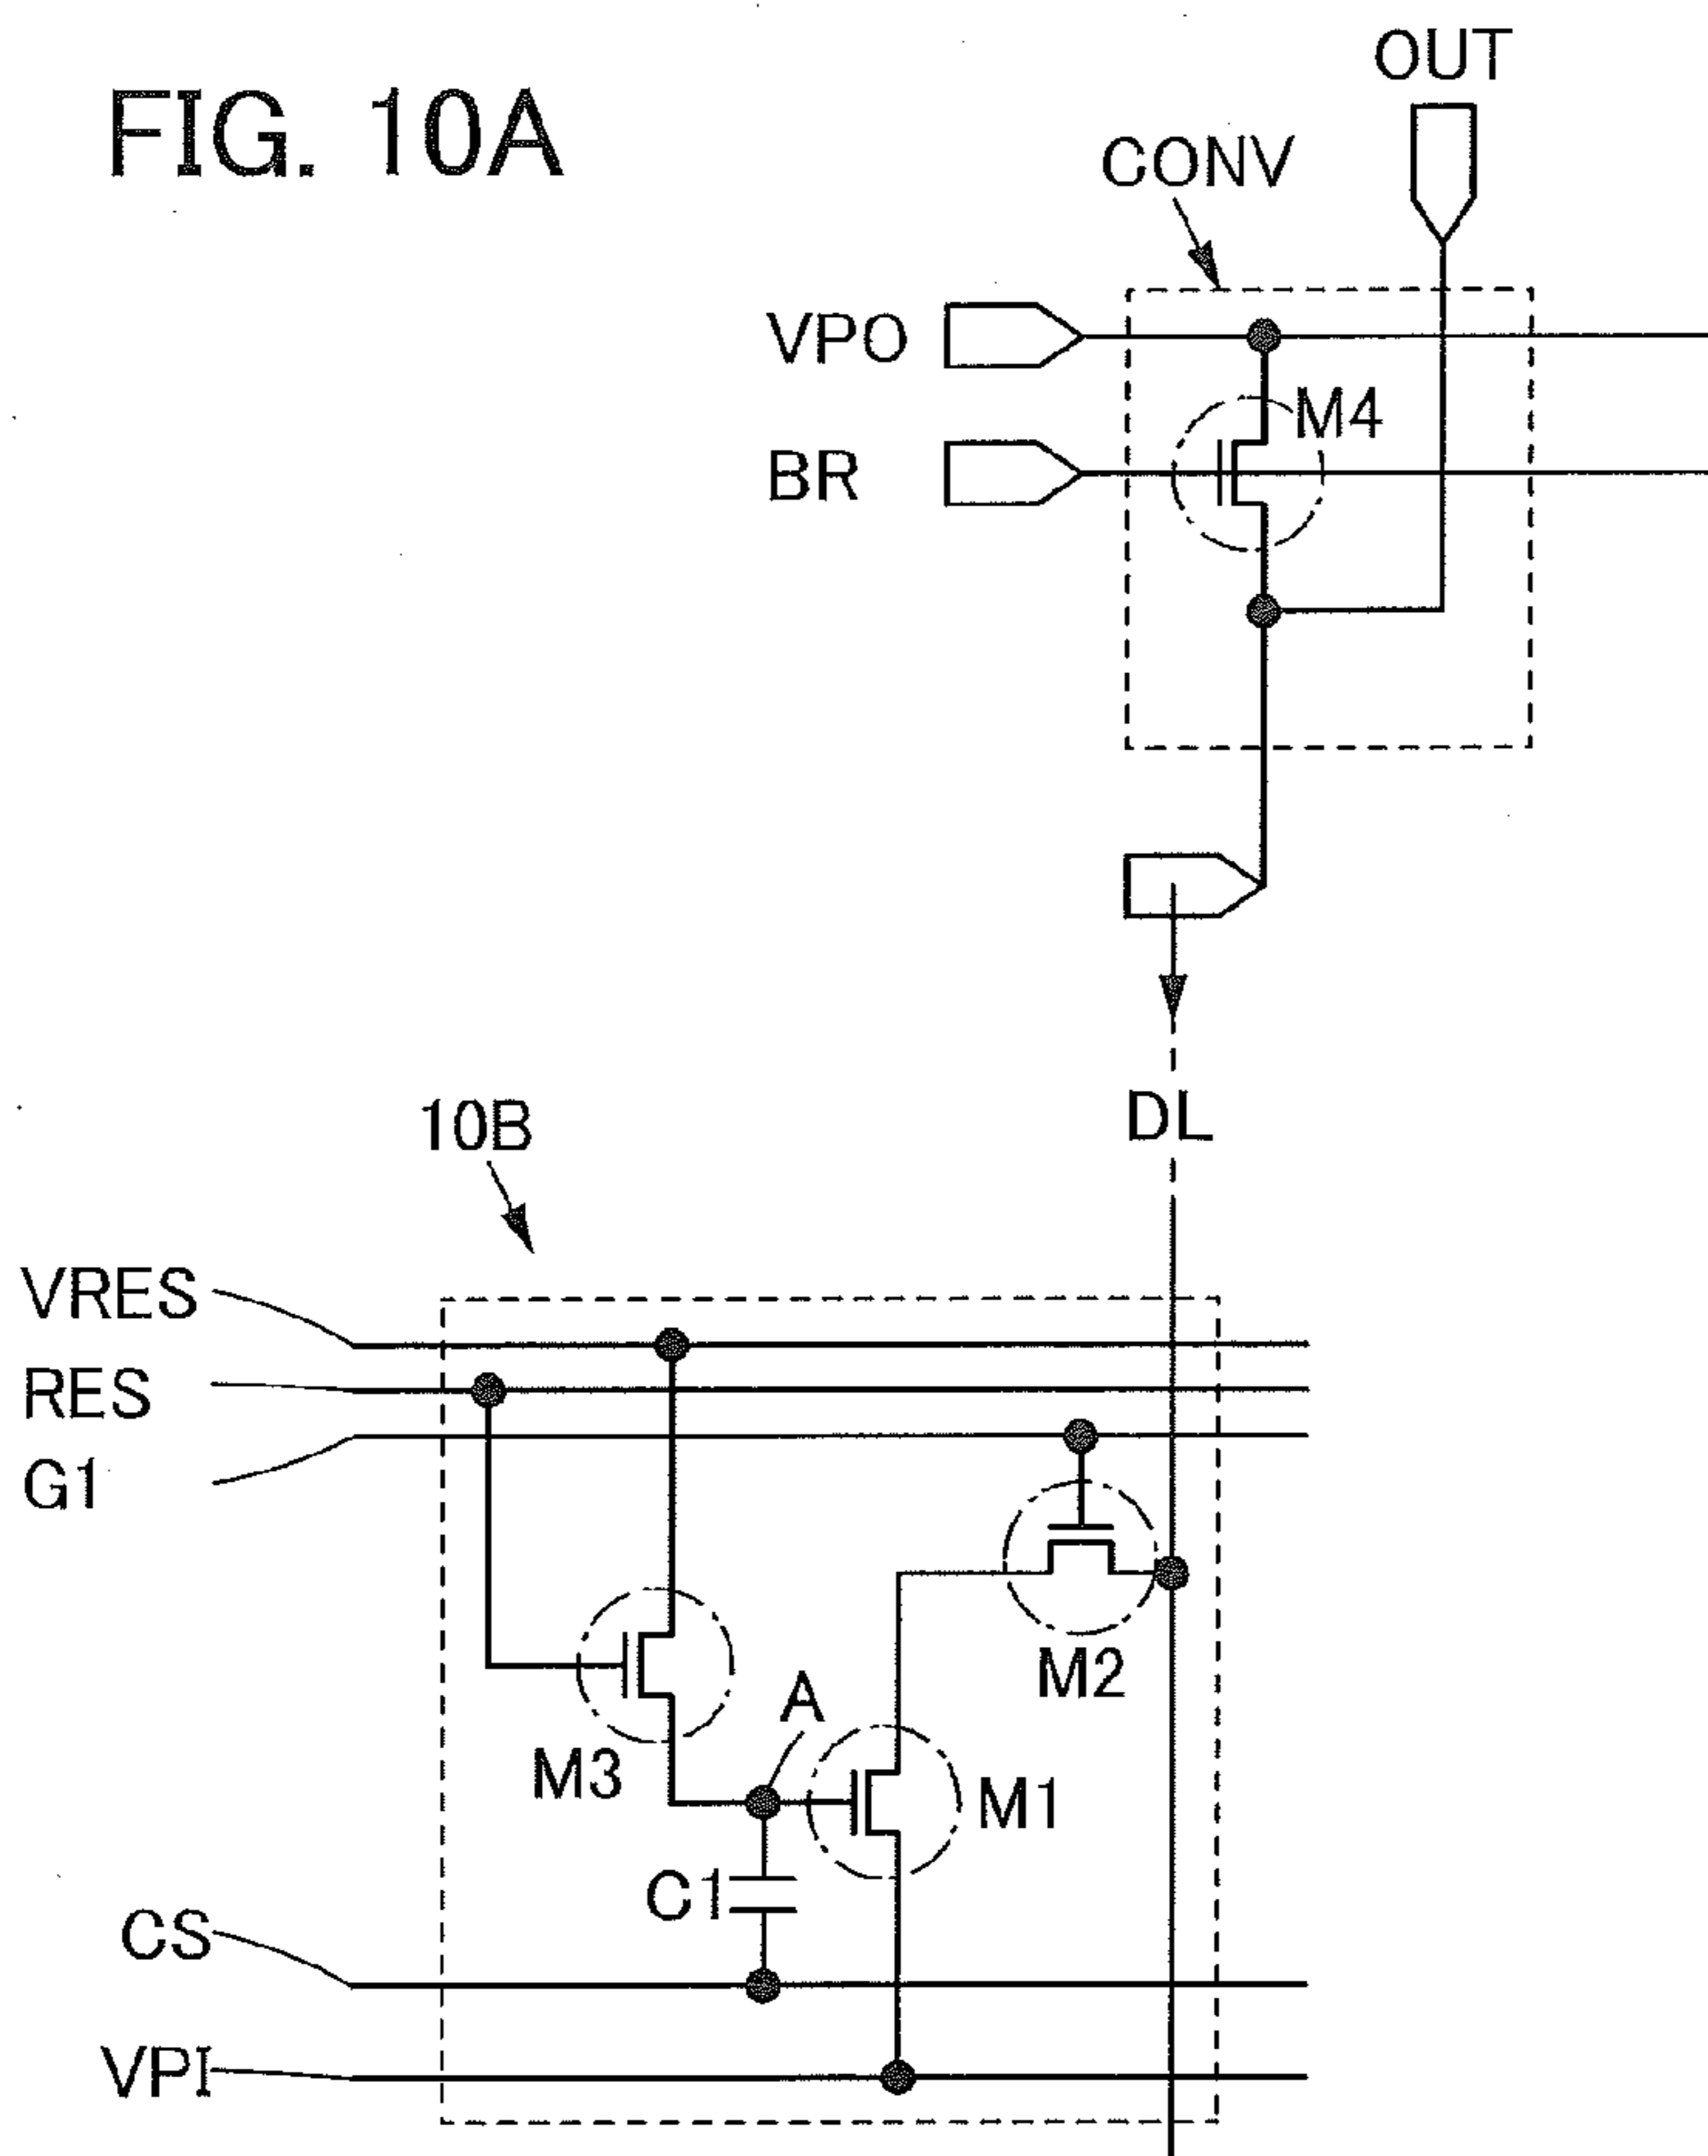 FIG. 10A
OUT
CONV
VPO
M4
BR
DL
10B
VRES
RES
G1
M2
A
M3
M1
C1
CS
VPI